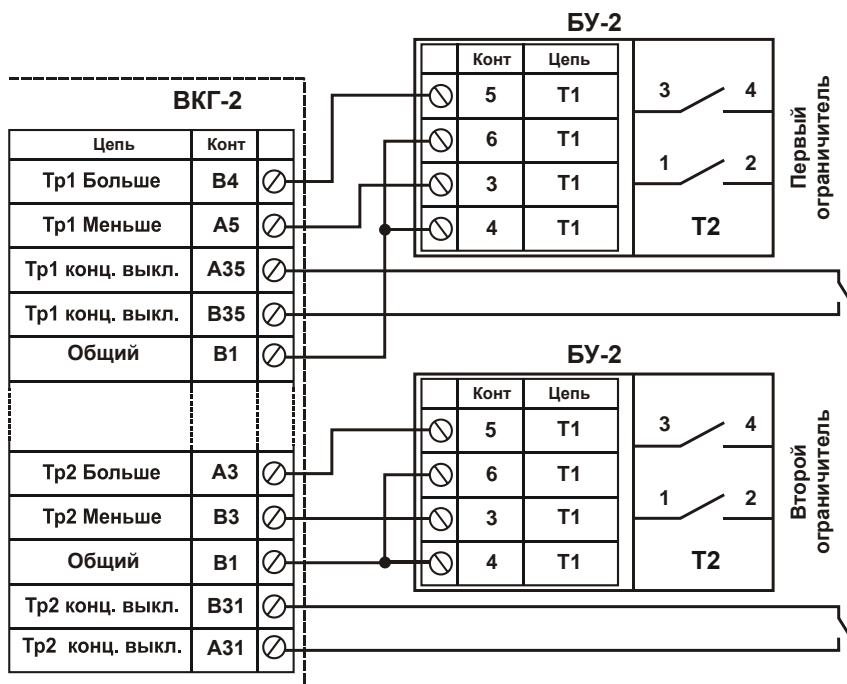 БУ-2
Конт Цепь
5 Т1
6 Т1
3 Т1
4 Т1
3 4
1 2
Т2
Первый
ограничитель
ВКГ-2
Цепь Конт
Тр1 Больше В4
Тр1 Меньше А5
Тр1 конц. выкл. А35
Тр1 конц. выкл. В35
Общий В1
Тр2 Больше А3
Тр2 Меньше В3
Общий В1
Тр2 конц. выкл. В31
Тр2 конц. выкл. А31
БУ-2
Конт Цепь
5 Т1
6 Т1
3 Т1
4 Т1
3 4
1 2
Т2
Второй
ограничитель